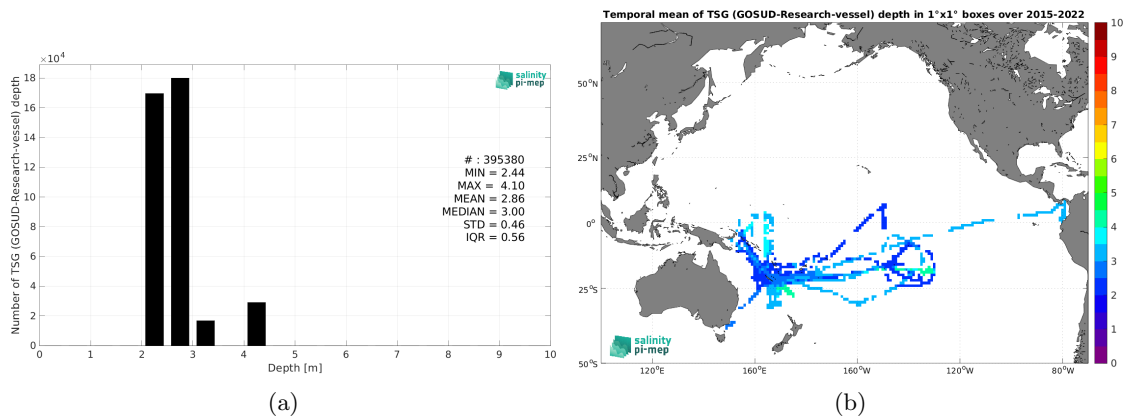 ×10⁴
18
16
14
12
10
8
6
4
2
0
Number of TSG (GOSUD-Research-vessel) depth
salinity
pi-mep
# : 395380
MIN = 2.44
MAX = 4.10
MEAN = 2.86
MEDIAN = 3.00
STD = 0.46
IQR = 0.56
0 1 2 3 4 5 6 7 8 9 10
Depth [m]
(a)
Temporal mean of TSG (GOSUD-Research-vessel) depth in 1°x1° boxes over 2015-2022
50°N
25°N
0°
25°S
50°S
120°E 160°E 160°W 120°W 80°W
salinity
pi-mep
10
9
8
7
6
5
4
3
2
1
0
(b)